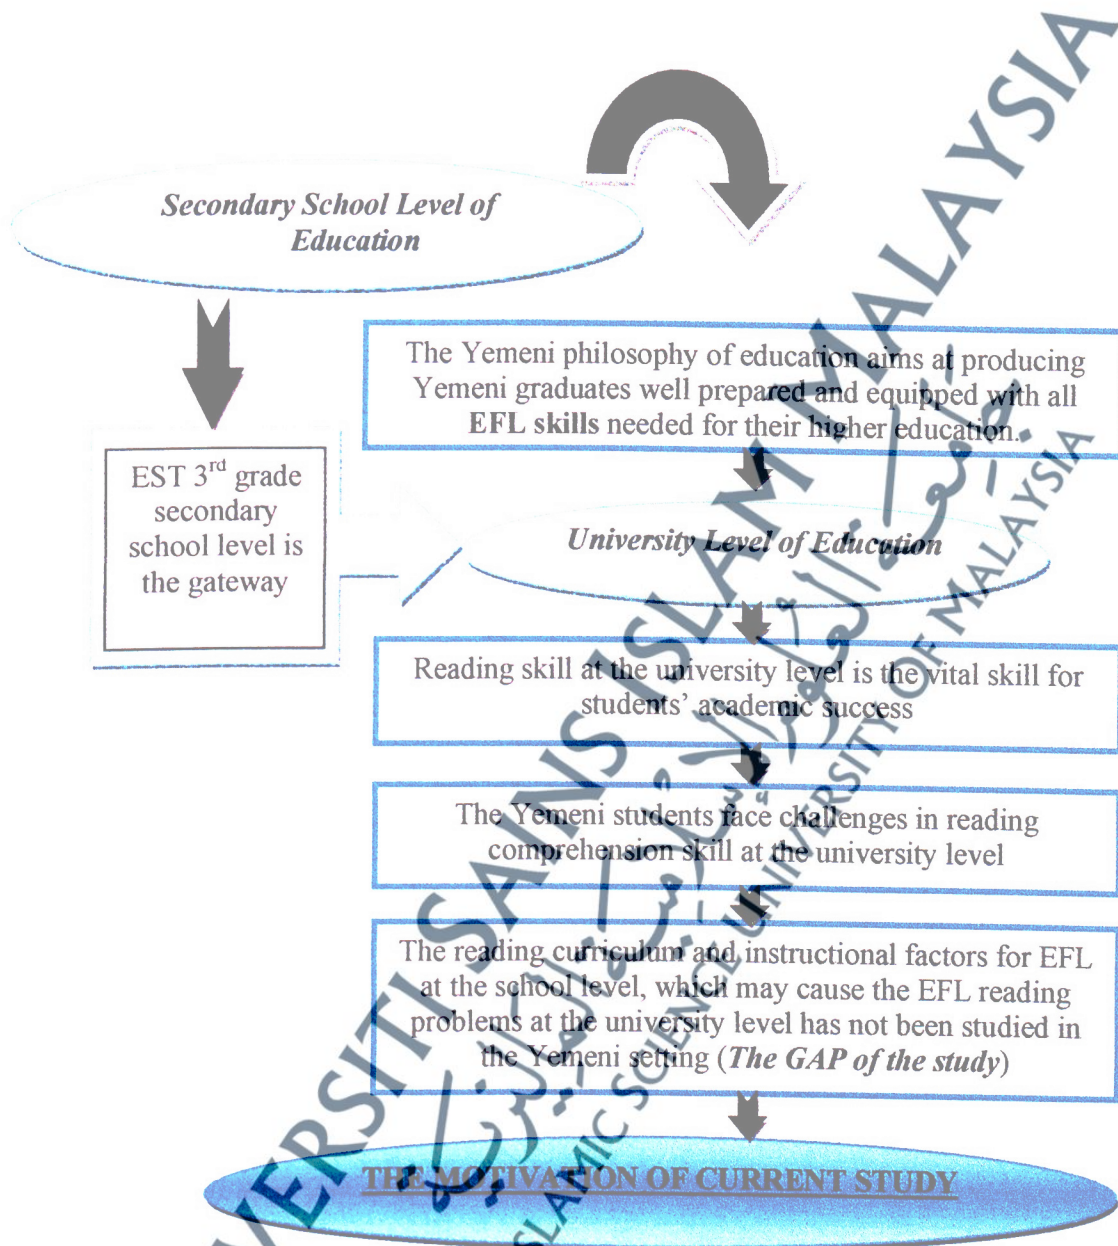 Secondary School Level of
Education
The Yemeni philosophy of education aims at producing
Yemeni graduates well prepared and equipped with all
EFL skills needed for their higher education.
EST 3rd grade
secondary
school level is
the gateway
University Level of Education
Reading skill at the university level is the vital skill for
students' academic success
The Yemeni students face challenges in reading
comprehension skill at the university level
The reading curriculum and instructional factors for EFL
at the school level, which may cause the EFL reading
problems at the university level has not been studied in
the Yemeni setting (The GAP of the study)
THE MOTIVATION OF CURRENT STUDY
VERSITI SAINS ISLAM MALAYSIA
جامعة العلوم الإسلامية الماليزية
ISLAMIC SCIENCE UNIVERSITY OF MALAYSIA